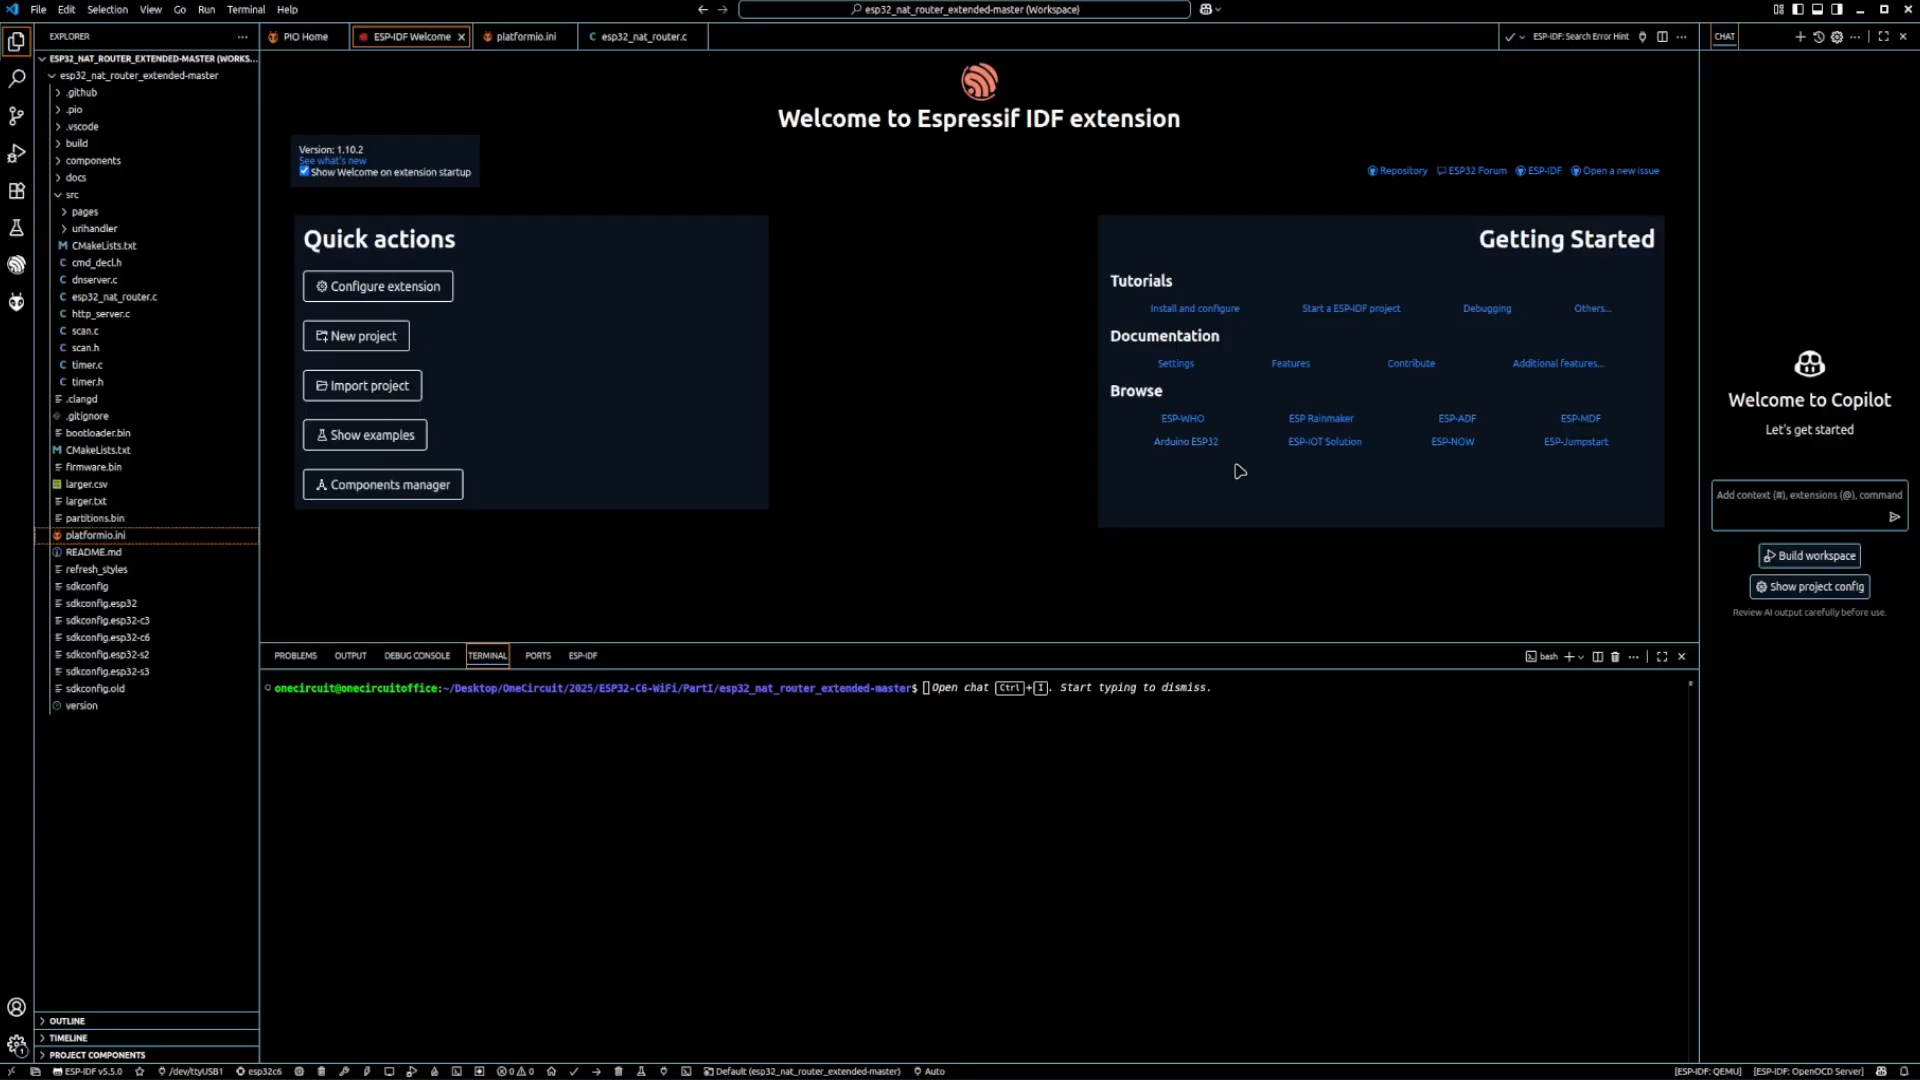 File Edit Selection View Go Run Terminal Help
esp32_nat_router_extended-master (Workspace)
EXPLORER
PIO Home
ESP-IDF Welcome
platformio.ini
C esp32_nat_router.c
ESP-IDF: Search Error Hint
CHAT
ESP32_NAT_ROUTER_EXTENDED-MASTER (WORKS...
esp32_nat_router_extended-master
.github
.pio
.vscode
build
components
docs
src
pages
urihandler
M CMakeLists.txt
C cmd_decl.h
C dnserver.c
C esp32_nat_router.c
C http_server.c
C scan.c
C scan.h
C timer.c
C timer.h
.clangd
.gitignore
bootloader.bin
M CMakeLists.txt
firmware.bin
larger.csv
larger.txt
partitions.bin
platformio.ini
README.md
refresh_styles
sdkconfig
sdkconfig.esp32
sdkconfig.esp32-c3
sdkconfig.esp32-c6
sdkconfig.esp32-s2
sdkconfig.esp32-s3
sdkconfig.old
version
OUTLINE
TIMELINE
PROJECT COMPONENTS
Welcome to Espressif IDF extension
Version: 1.10.2
See what's new
Show Welcome on extension startup
Repository ESP32 Forum ESP-IDF Open a new issue
Quick actions
Configure extension
New project
Import project
Show examples
Components manager
Getting Started
Tutorials
Install and configure Start a ESP-IDF project Debugging Others...
Documentation
Settings Features Contribute Additional features...
Browse
ESP-WHO ESP Rainmaker ESP-ADF ESP-MDF
Arduino ESP32 ESP-IOT Solution ESP-NOW ESP-Jumpstart
Welcome to Copilot
Let's get started
Add context (#), extensions (@), command
Build workspace
Show project config
Review AI output carefully before use.
PROBLEMS OUTPUT DEBUG CONSOLE TERMINAL PORTS ESP-IDF
bash
onecircuit@onecircuitoffice:~/Desktop/OneCircuit/2025/ESP32-C6-WiFi/PartI/esp32_nat_router_extended-master$ Open chat Ctrl+I. Start typing to dismiss.
ESP-IDF v5.5.0 /dev/ttyUSB1 esp32c6 0 0 Default (esp32_nat_router_extended-master) Auto [ESP-IDF: QEMU] [ESP-IDF: OpenOCD Server]